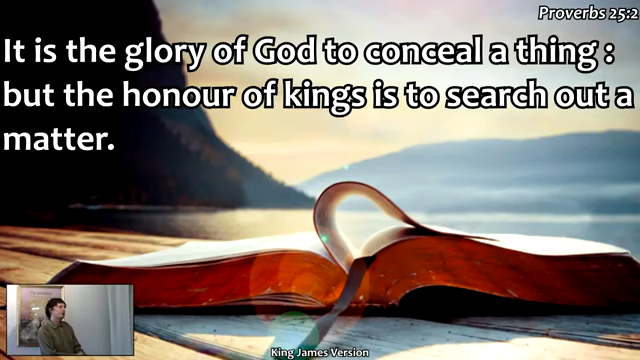 Proverbs 25:2
It is the glory of God to conceal a thing :
but the honour of kings is to search out a
matter.
King James Version